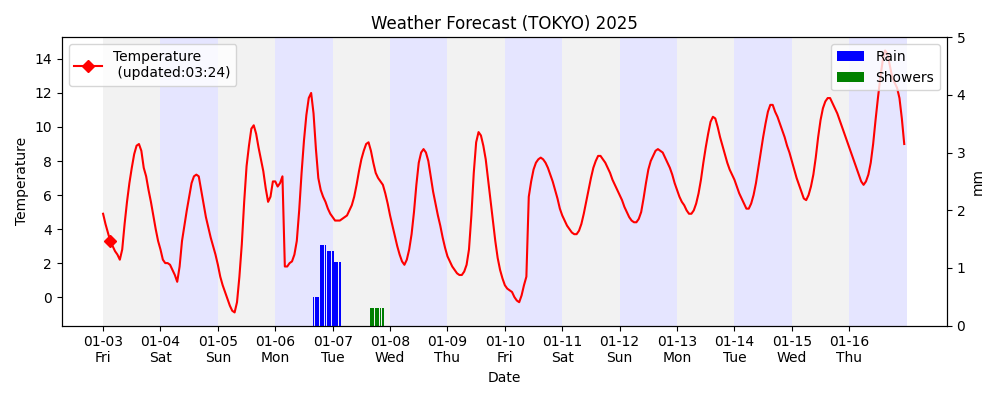 Weather Forecast (TOKYO) 2025
Temperature
(updated:03:24)
Rain
Showers
Temperature
14
12
10
8
6
4
2
0
5
4
3
2
1
0
mm
01-03 01-04 01-05 01-06 01-07 01-08 01-09 01-10 01-11 01-12 01-13 01-14 01-15 01-16
Fri Sat Sun Mon Tue Wed Thu Fri Sat Sun Mon Tue Wed Thu
Date